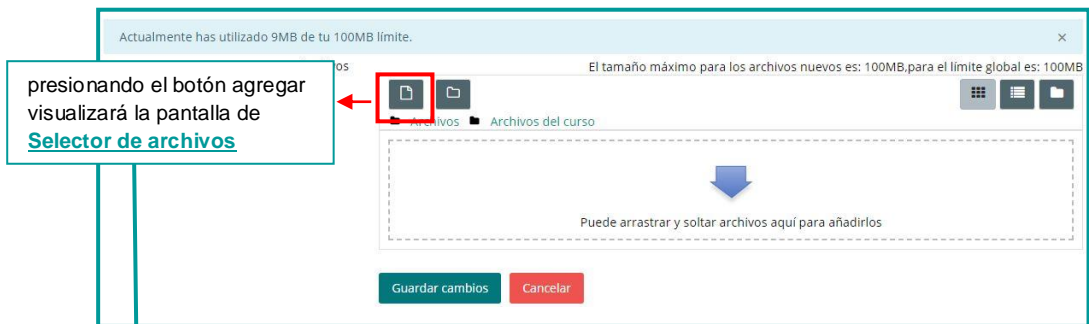 Actualmente has utilizado 9MB de tu 100MB límite. ×
El tamaño máximo para los archivos nuevos es: 100MB,para el límite global es: 100MB
presionando el botón agregar
visualizará la pantalla de
Selector de archivos
Archivos Archivos del curso
Puede arrastrar y soltar archivos aquí para añadirlos
Guardar cambios Cancelar